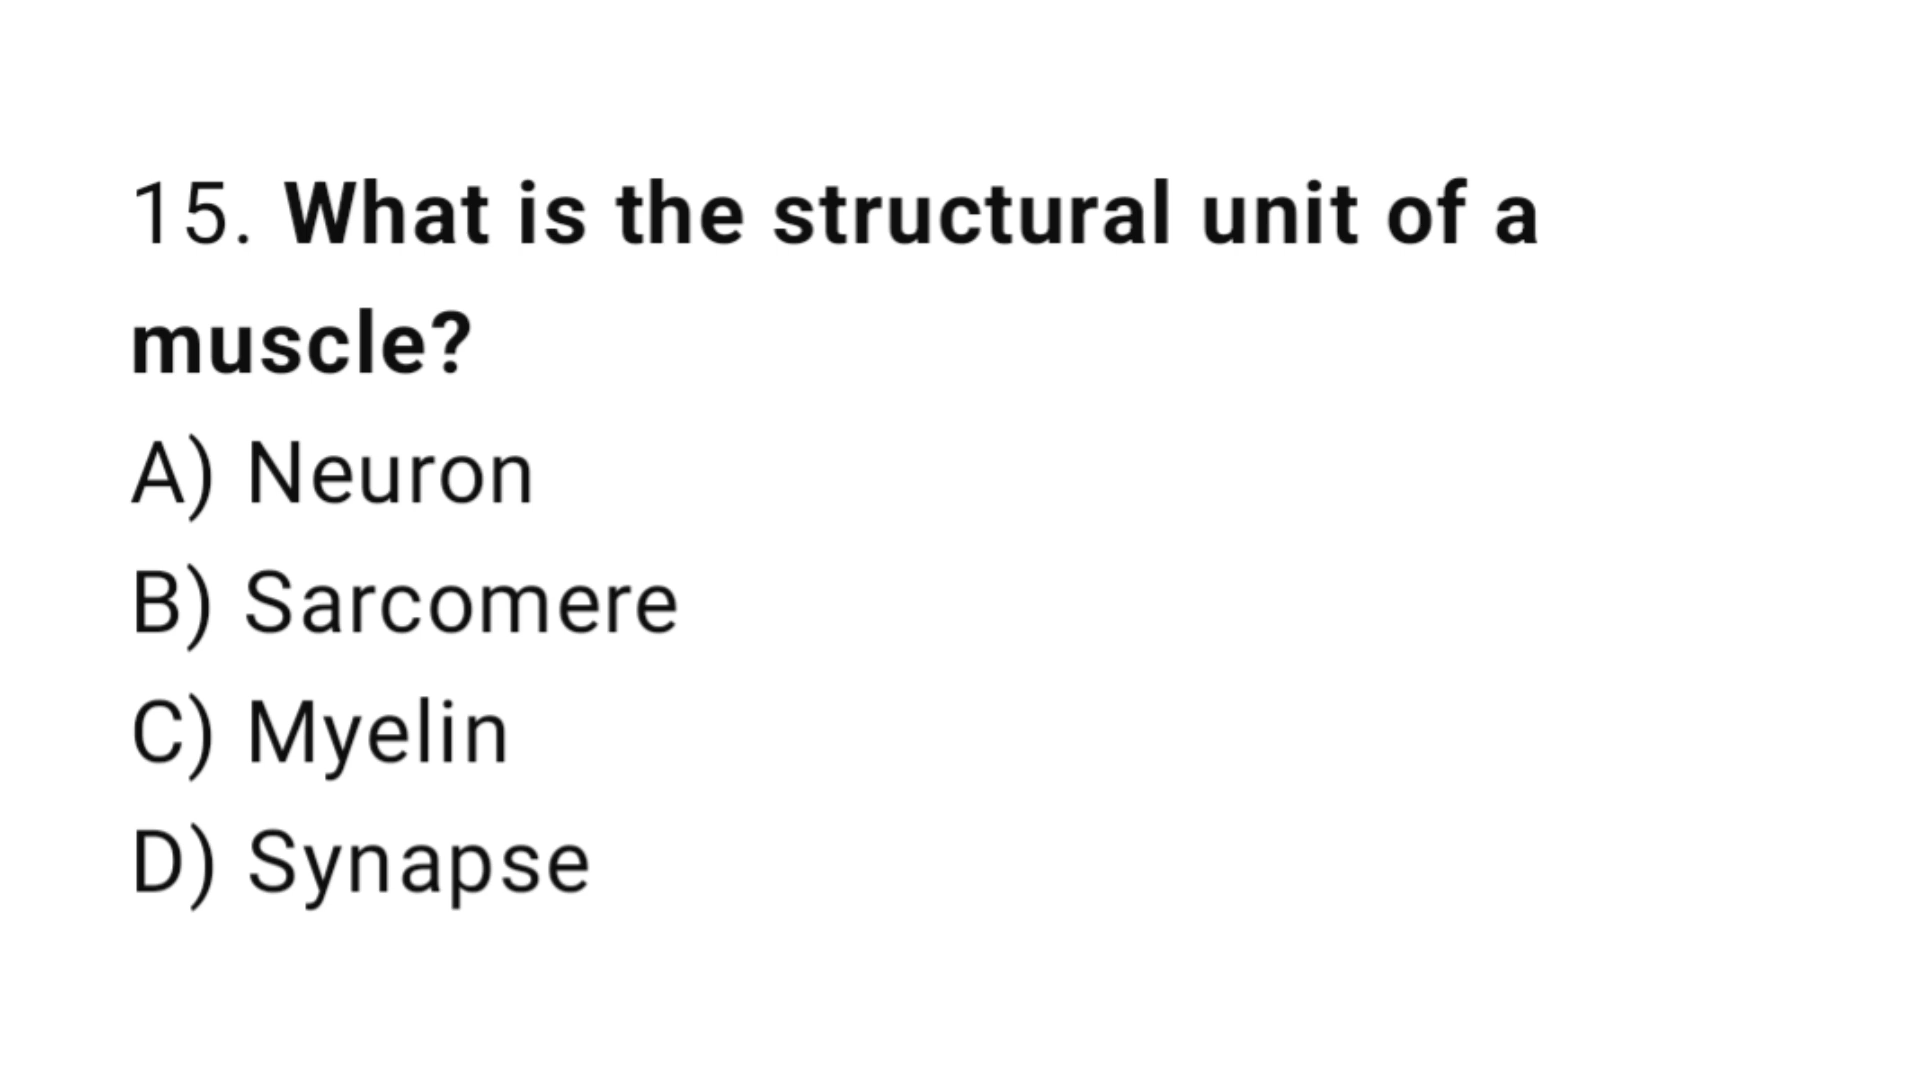 15. What is the structural unit of a
muscle?
A) Neuron
B) Sarcomere
C) Myelin
D) Synapse